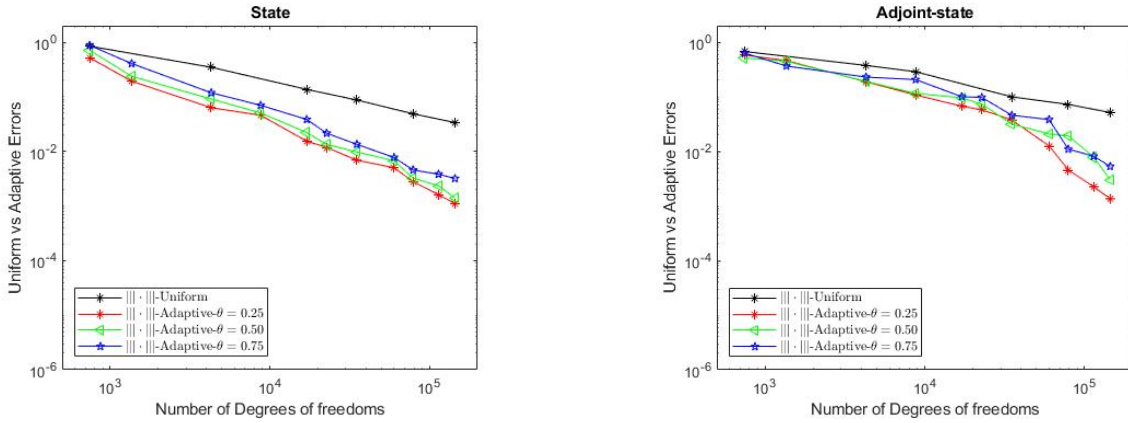 State
Uniform vs Adaptive Errors
10^0
10^-2
10^-4
10^-6
||| · |||-Uniform
||| · |||-Adaptive-θ = 0.25
||| · |||-Adaptive-θ = 0.50
||| · |||-Adaptive-θ = 0.75
10^3
10^4
10^5
Number of Degrees of freedoms
Adjoint-state
Uniform vs Adaptive Errors
10^0
10^-2
10^-4
10^-6
||| · |||-Uniform
||| · |||-Adaptive-θ = 0.25
||| · |||-Adaptive-θ = 0.50
||| · |||-Adaptive-θ = 0.75
10^3
10^4
10^5
Number of Degrees of freedoms